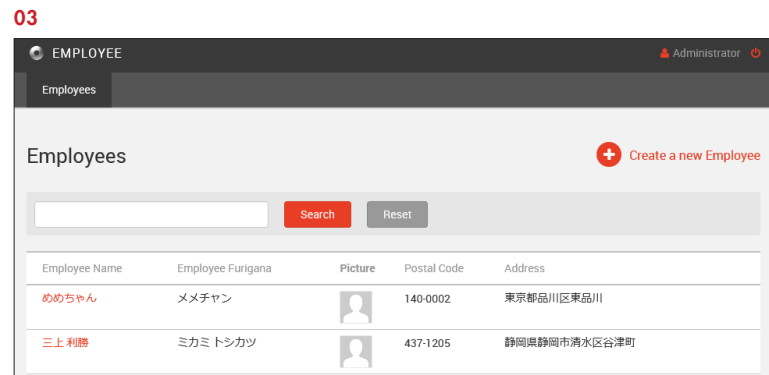 03
EMPLOYEE Administrator
Employees
Employees Create a new Employee
Search Reset
Employee Name Employee Furigana Picture Postal Code Address
めめちゃん メメチャン 140-0002 東京都品川区東品川
三上 利勝 ミカミ トシカツ 437-1205 静岡県静岡市清水区谷津町